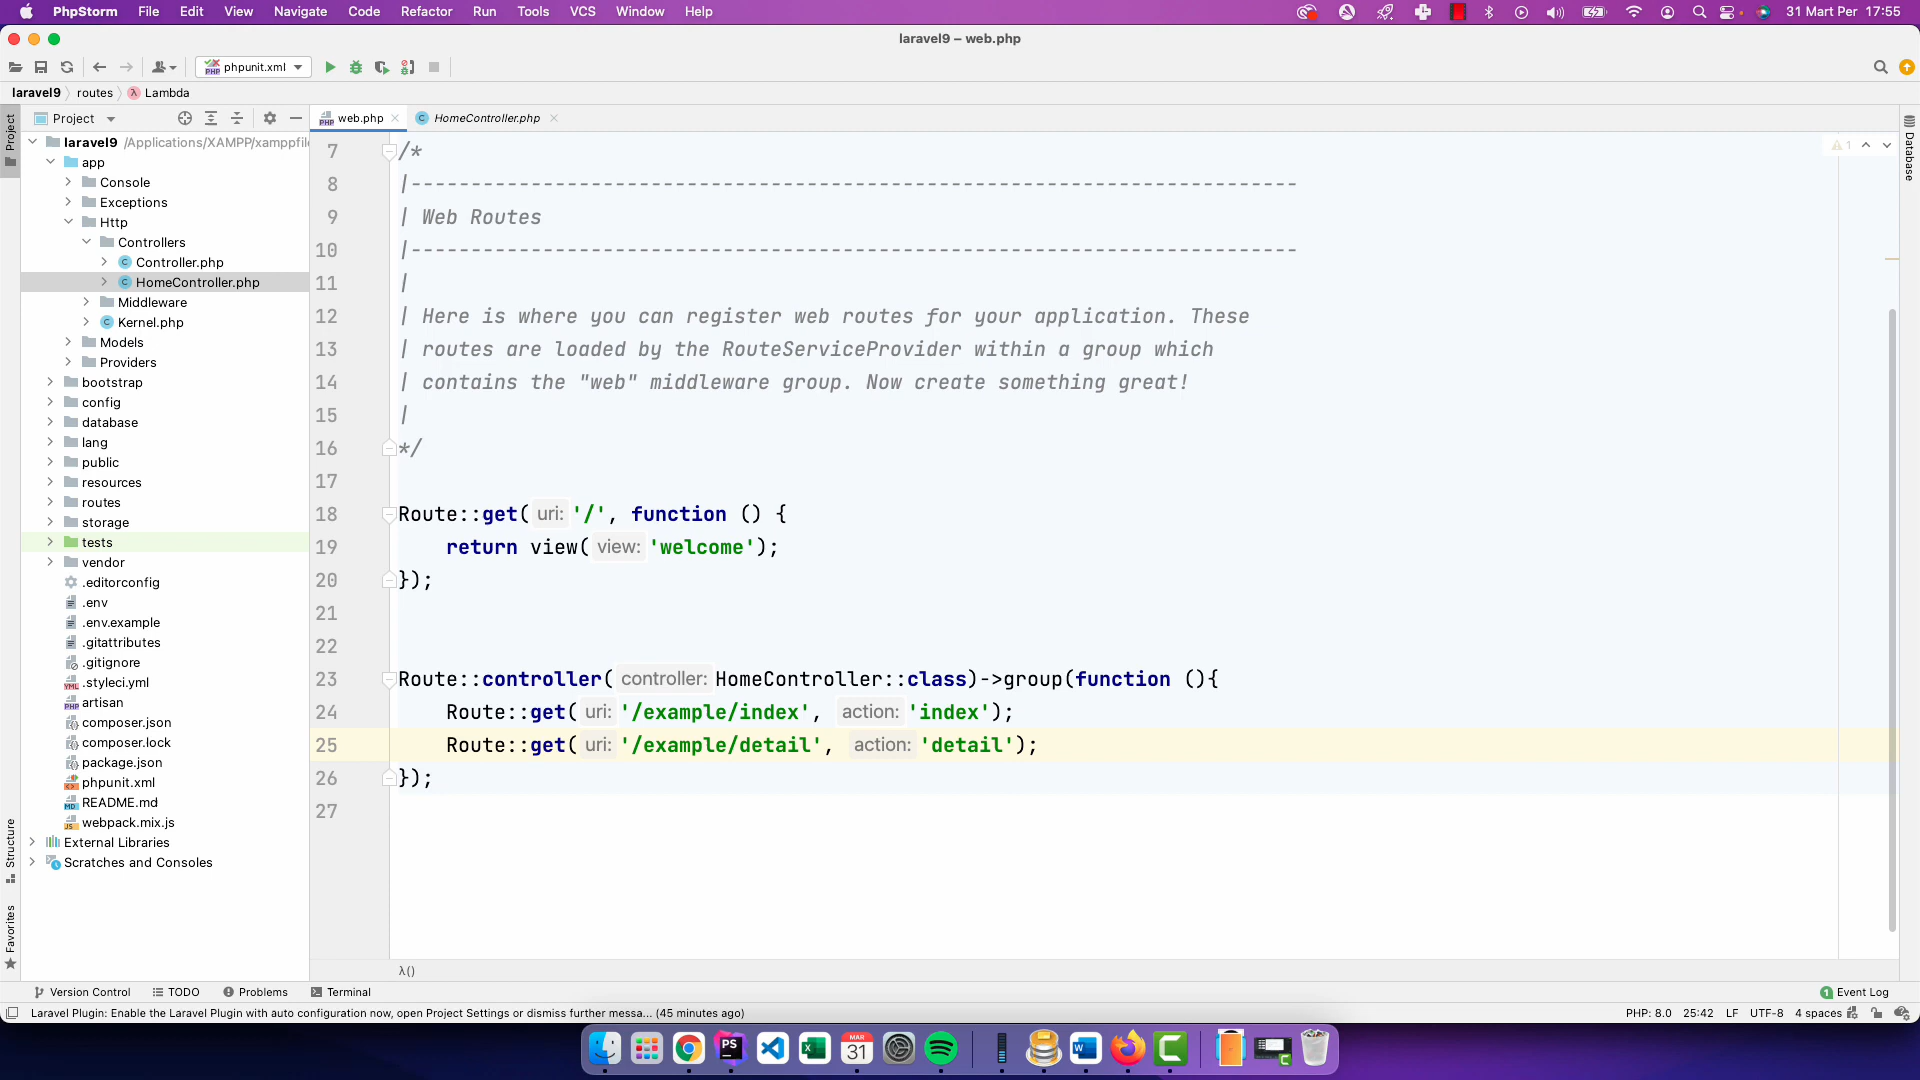 PhpStorm File Edit View Navigate Code Refactor Run Tools VCS Window Help 31 Mart Per 17:55
laravel9 – web.php
phpunit.xml
laravel9 routes λ Lambda
Project web.php HomeController.php
Project
Database
laravel9 /Applications/XAMPP/xamppfil
app
Console
Exceptions
Http
Controllers
Controller.php
HomeController.php
Middleware
Kernel.php
Models
Providers
bootstrap
config
database
lang
public
resources
routes
storage
tests
vendor
.editorconfig
.env
.env.example
.gitattributes
.gitignore
.styleci.yml
artisan
composer.json
composer.lock
package.json
phpunit.xml
README.md
webpack.mix.js
External Libraries
Scratches and Consoles
Structure
Favorites
1
7 /*
8 |--------------------------------------------------------------------------
9 | Web Routes
10 |--------------------------------------------------------------------------
11 |
12 | Here is where you can register web routes for your application. These
13 | routes are loaded by the RouteServiceProvider within a group which
14 | contains the "web" middleware group. Now create something great!
15 |
16 */
17
18 Route::get( uri: '/', function () {
19 return view( view: 'welcome');
20 });
21
22
23 Route::controller( controller: HomeController::class)->group(function (){
24 Route::get( uri: '/example/index', action: 'index');
25 Route::get( uri: '/example/detail', action: 'detail');
26 });
27
λ()
Version Control TODO Problems Terminal 1 Event Log
Laravel Plugin: Enable the Laravel Plugin with auto configuration now, open Project Settings or dismiss further messa... (45 minutes ago) PHP: 8.0 25:42 LF UTF-8 4 spaces
PS
MAR
31
W
C